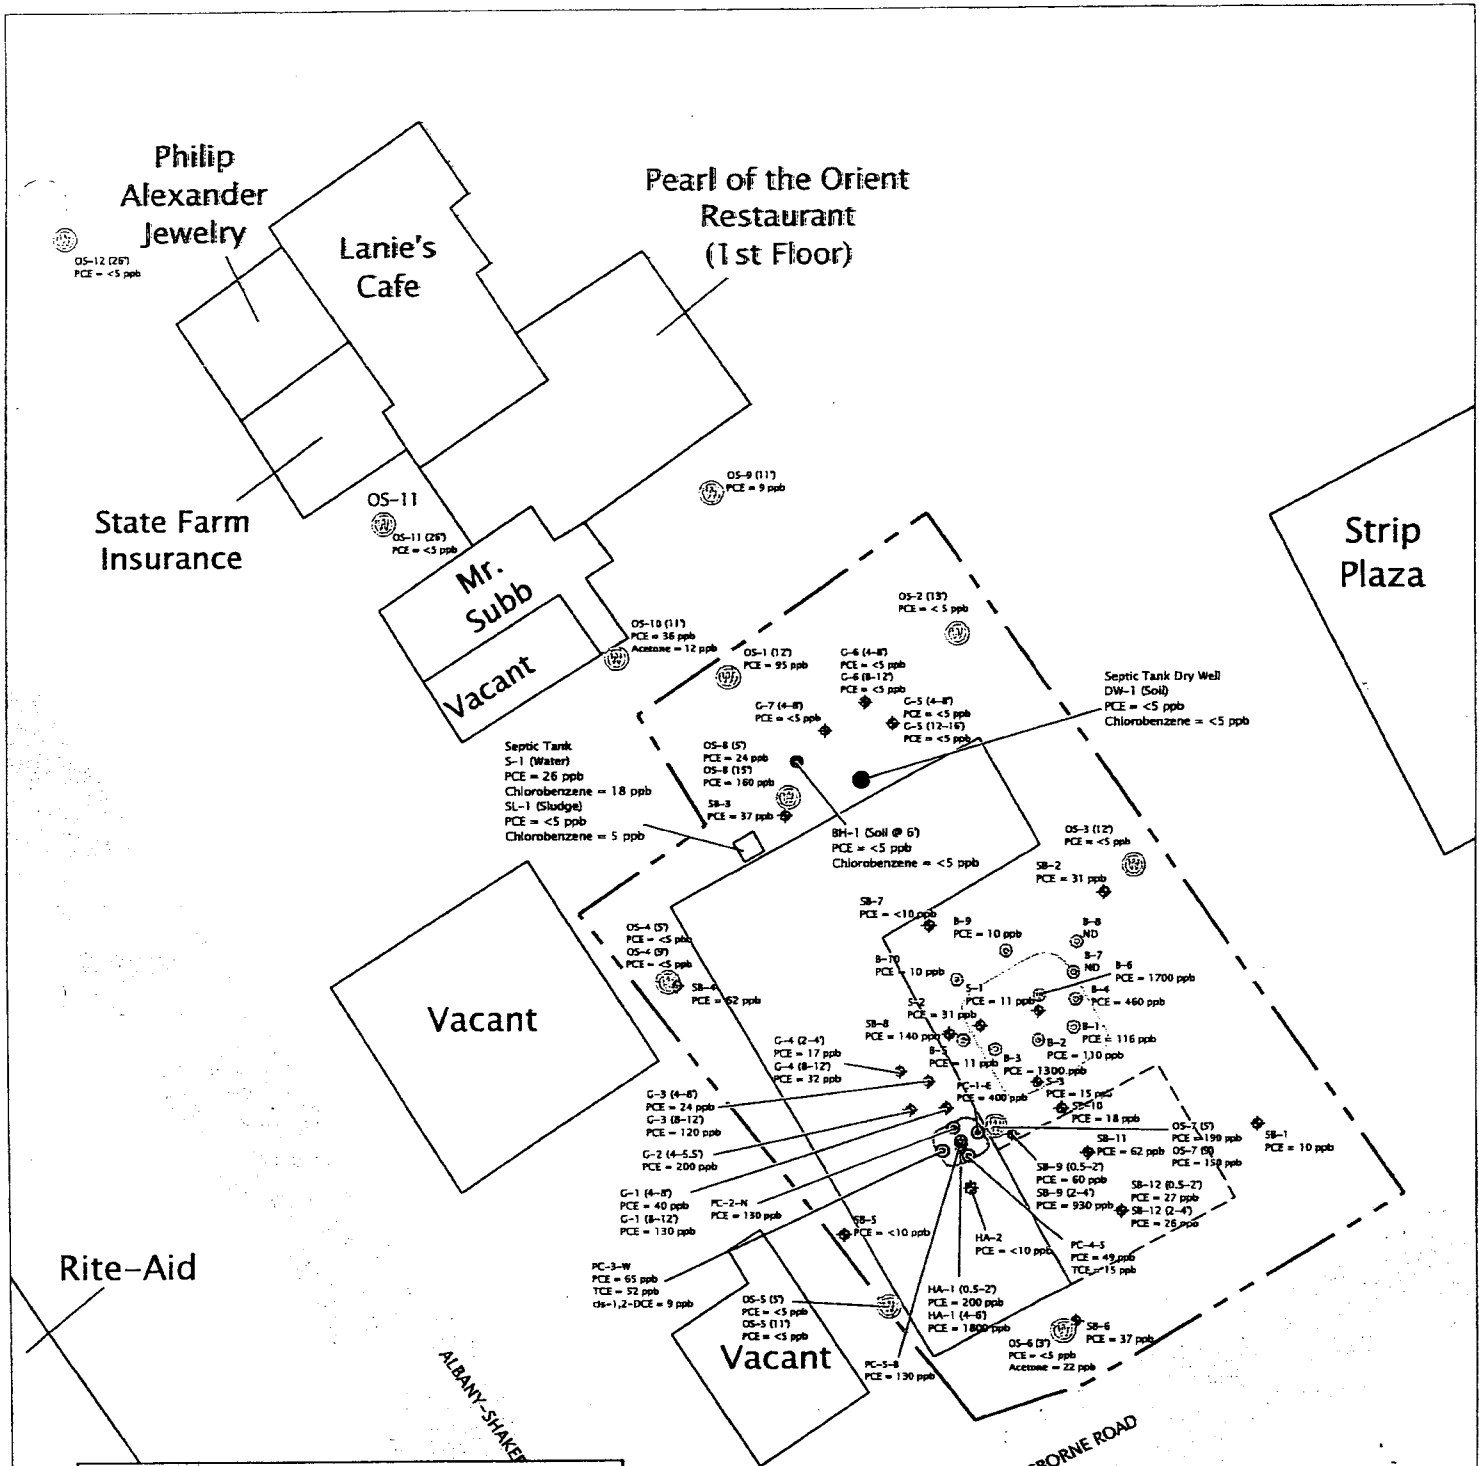 Philip
Alexander
Jewelry
Lanie's
Cafe
Pearl of the Orient
Restaurant
(1st Floor)
OS-12 (26')
PCE = <5 ppb
State Farm
Insurance
OS-11
OS-11 (26')
PCE = <5 ppb
OS-9 (11')
PCE = 9 ppb
Strip
Plaza
Mr.
Subb
Vacant
OS-10 (11')
PCE = 36 ppb
Acetone = 12 ppb
OS-1 (12')
PCE = 95 ppb
OS-2 (13')
PCE = < 5 ppb
G-6 (4-8')
PCE = <5 ppb
G-6 (8-12')
PCE = <5 ppb
G-7 (4-8')
PCE = <5 ppb
G-5 (4-8')
PCE = <5 ppb
G-5 (12-16')
PCE = <5 ppb
Septic Tank Dry Well
DW-1 (Soil)
PCE = <5 ppb
Chlorobenzene = <5 ppb
Septic Tank
S-1 (Water)
PCE = 26 ppb
Chlorobenzene = 18 ppb
SL-1 (Sludge)
PCE = <5 ppb
Chlorobenzene = 5 ppb
OS-8 (5')
PCE = 24 ppb
OS-8 (15')
PCE = 160 ppb
SB-3
PCE = 37 ppb
BH-1 (Soil @ 6')
PCE = <5 ppb
Chlorobenzene = <5 ppb
OS-3 (12')
PCE = <5 ppb
SB-2
PCE = 31 ppb
SB-7
PCE = <10 ppb
B-9
PCE = 10 ppb
B-8
ND
B-7
ND
B-6
PCE = 1700 ppb
B-10
PCE = 10 ppb
S-1
PCE = 11 ppb
B-4
PCE = 460 ppb
S-2
PCE = 31 ppb
SB-8
PCE = 140 ppb
B-1
PCE = 116 ppb
B-2
PCE = 110 ppb
B-5
PCE = 11 ppb
B-3
PCE = 1300 ppb
OS-4 (5')
PCE = <5 ppb
OS-4 (9')
PCE = <5 ppb
SB-4
PCE = 62 ppb
Vacant
G-4 (2-4')
PCE = 17 ppb
G-4 (8-12')
PCE = 32 ppb
G-3 (4-8')
PCE = 24 ppb
G-3 (8-12')
PCE = 120 ppb
PC-1-E
PCE = 400 ppb
S-3
PCE = 15 ppb
SB-10
PCE = 18 ppb
G-2 (4-5.5')
PCE = 200 ppb
SB-11
PCE = 62 ppb
OS-7 (5')
PCE = 190 ppb
OS-7 (9')
PCE = 150 ppb
SB-1
PCE = 10 ppb
G-1 (4-8')
PCE = 40 ppb
G-1 (8-12')
PCE = 130 ppb
PC-2-N
PCE = 130 ppb
SB-9 (0.5-2')
PCE = 60 ppb
SB-9 (2-4')
PCE = 930 ppb
SB-12 (0.5-2')
PCE = 27 ppb
SB-12 (2-4')
PCE = 26 ppb
SB-5
PCE = <10 ppb
HA-2
PCE = <10 ppb
PC-4-S
PCE = 49 ppb
TCE = 15 ppb
Rite-Aid
PC-3-W
PCE = 65 ppb
TCE = 52 ppb
cis-1,2-DCE = 9 ppb
HA-1 (0.5-2')
PCE = 200 ppb
HA-1 (4-6')
PCE = 1800 ppb
OS-5 (5')
PCE = <5 ppb
OS-5 (11')
PCE = <5 ppb
Vacant
PC-5-B
PCE = 130 ppb
SB-6
PCE = 37 ppb
OS-6 (3')
PCE = <5 ppb
Acetone = 22 ppb
ALBANY-SHAKER
BORNE ROAD